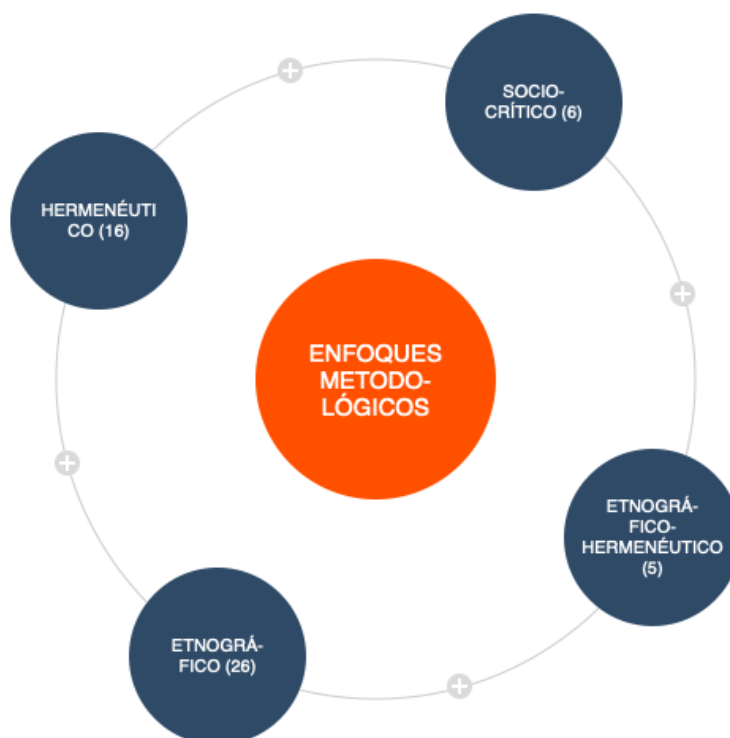 SOCIO-
CRÍTICO (6)
HERMENÉUTI
CO (16)
ENFOQUES
METODO-
LÓGICOS
ETNOGRÁ-
FICO-
HERMENÉUTICO
(5)
ETNOGRÁ-
FICO (26)